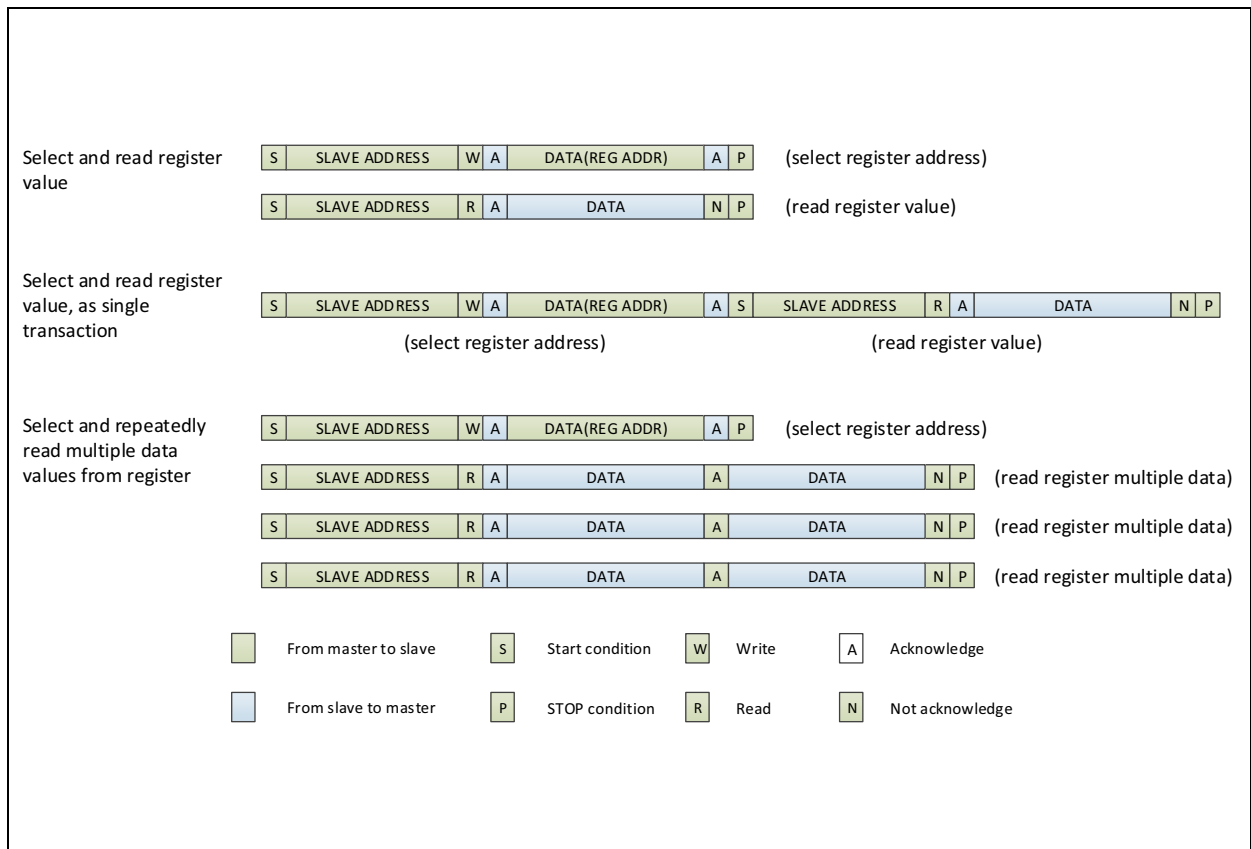 Select and read register
value
S SLAVE ADDRESS W A DATA(REG ADDR) A P (select register address)
S SLAVE ADDRESS R A DATA N P (read register value)
Select and read register
value, as single
transaction
S SLAVE ADDRESS W A DATA(REG ADDR) A S SLAVE ADDRESS R A DATA N P
(select register address) (read register value)
Select and repeatedly
read multiple data
values from register
S SLAVE ADDRESS W A DATA(REG ADDR) A P (select register address)
S SLAVE ADDRESS R A DATA A DATA N P (read register multiple data)
S SLAVE ADDRESS R A DATA A DATA N P (read register multiple data)
S SLAVE ADDRESS R A DATA A DATA N P (read register multiple data)
From master to slave S Start condition W Write A Acknowledge
From slave to master P STOP condition R Read N Not acknowledge